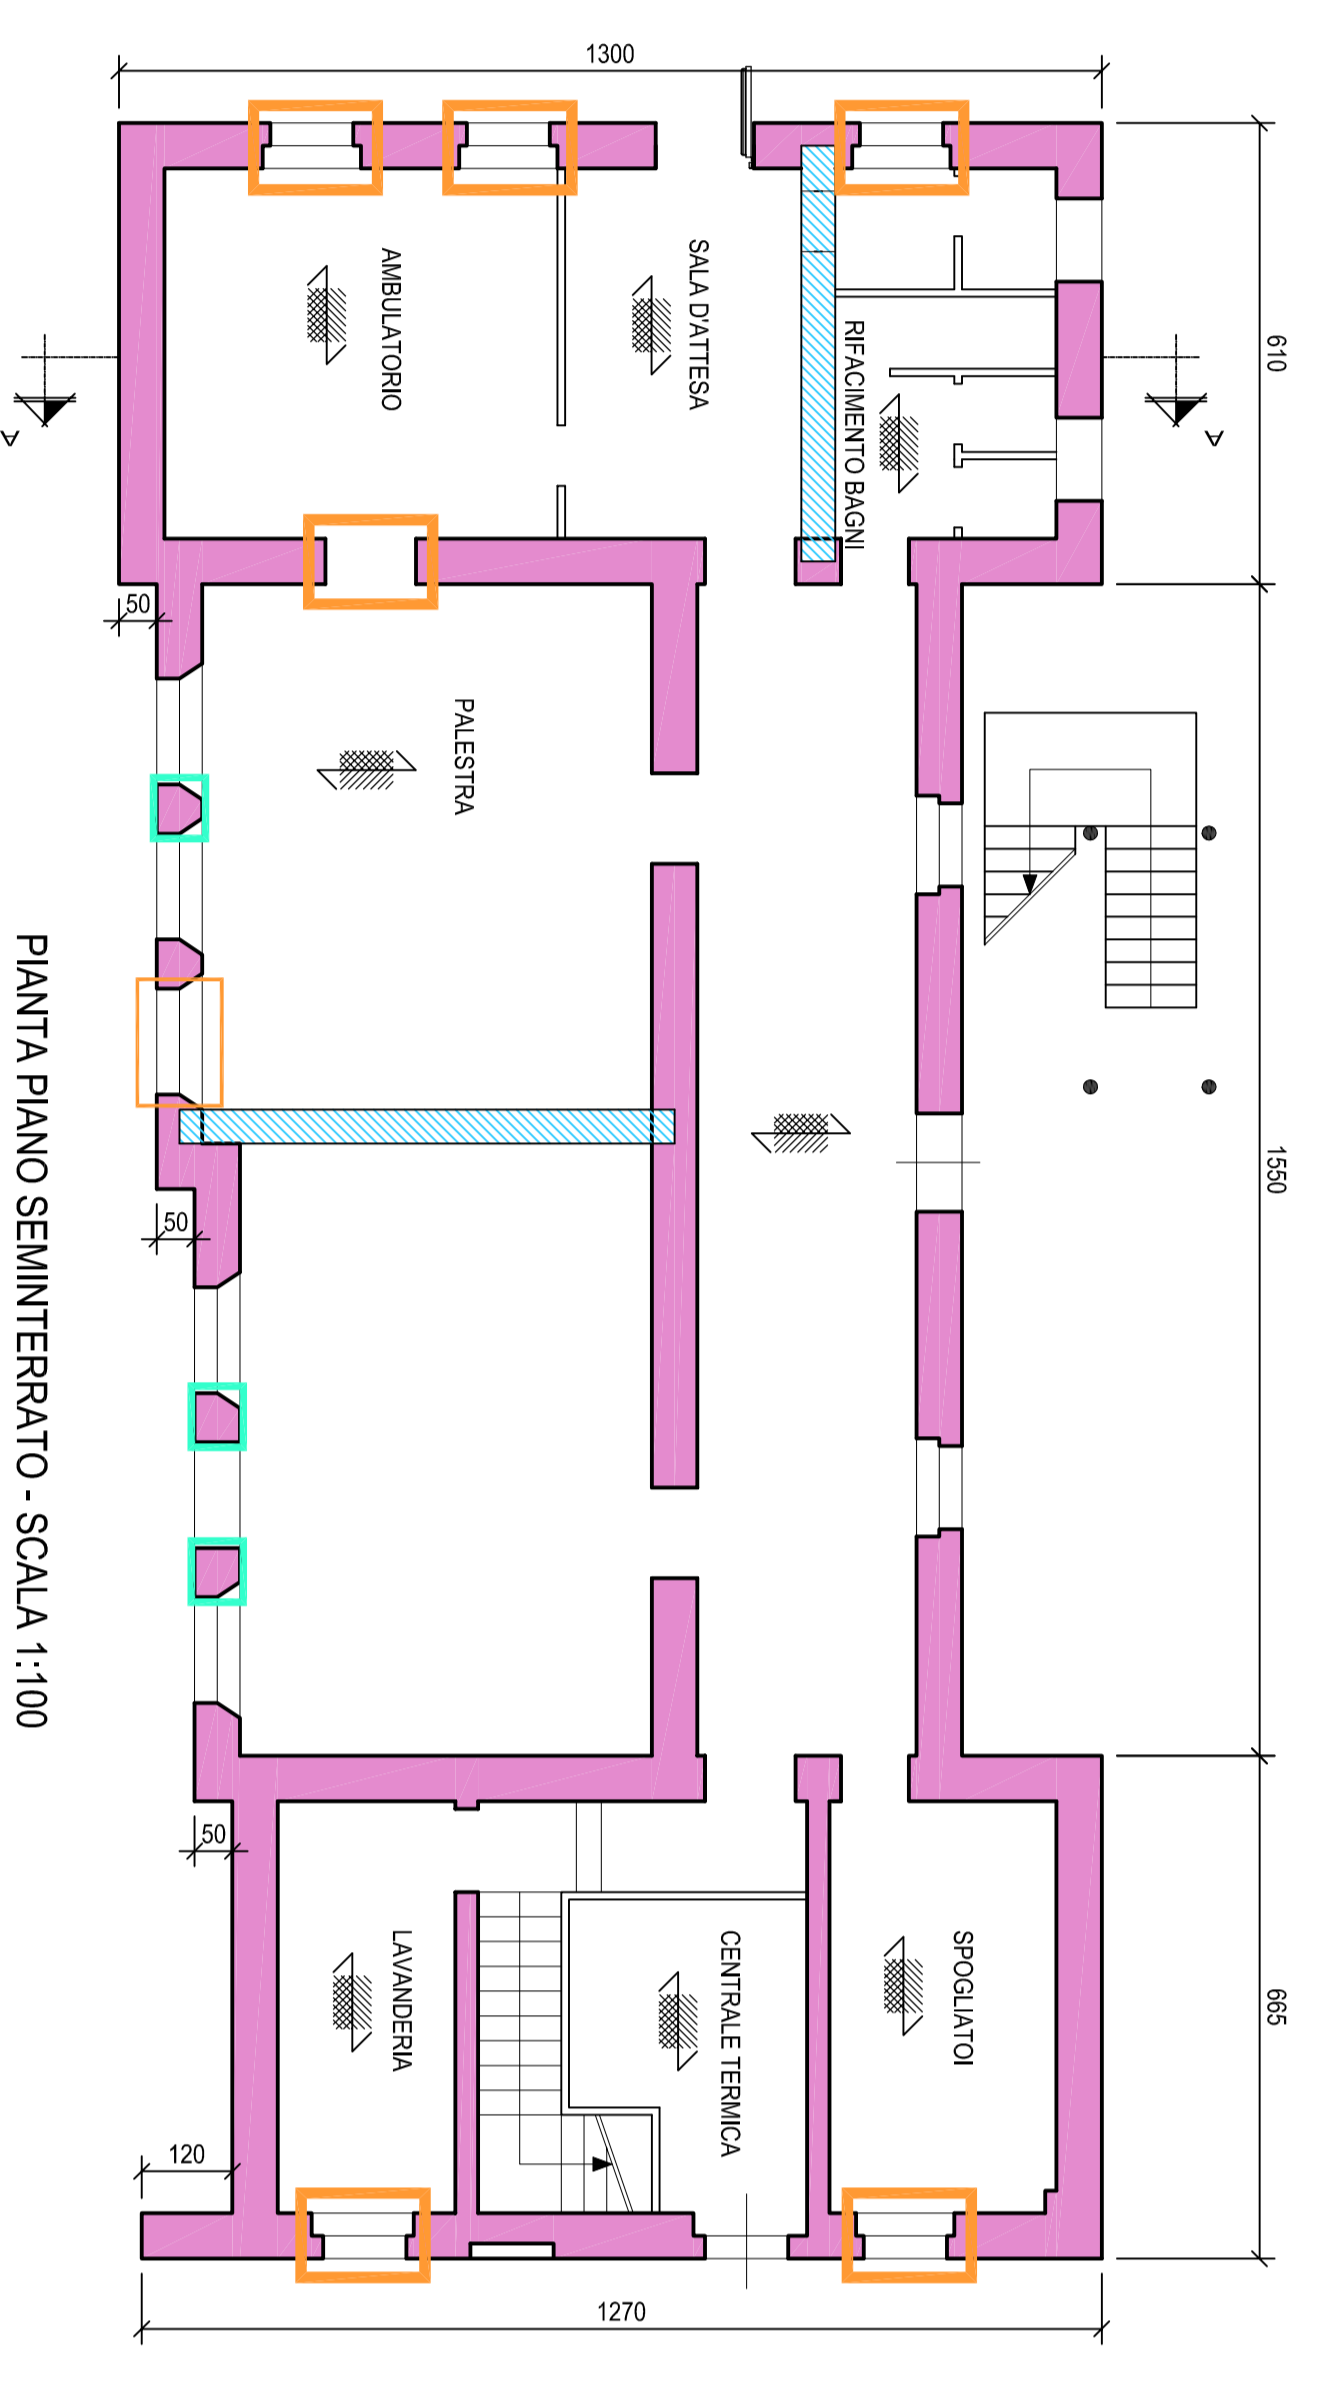 1300
610
AMBULATORIO
SALA D'ATTESA
RIFACIMENTO BAGNI
A
A
50
PALESTRA
1550
50
50
LAVANDERIA
CENTRALE TERMICA
SPOGLIATOI
665
120
1270
PIANTA PIANO SEMINTERRATO - SCALA 1:100